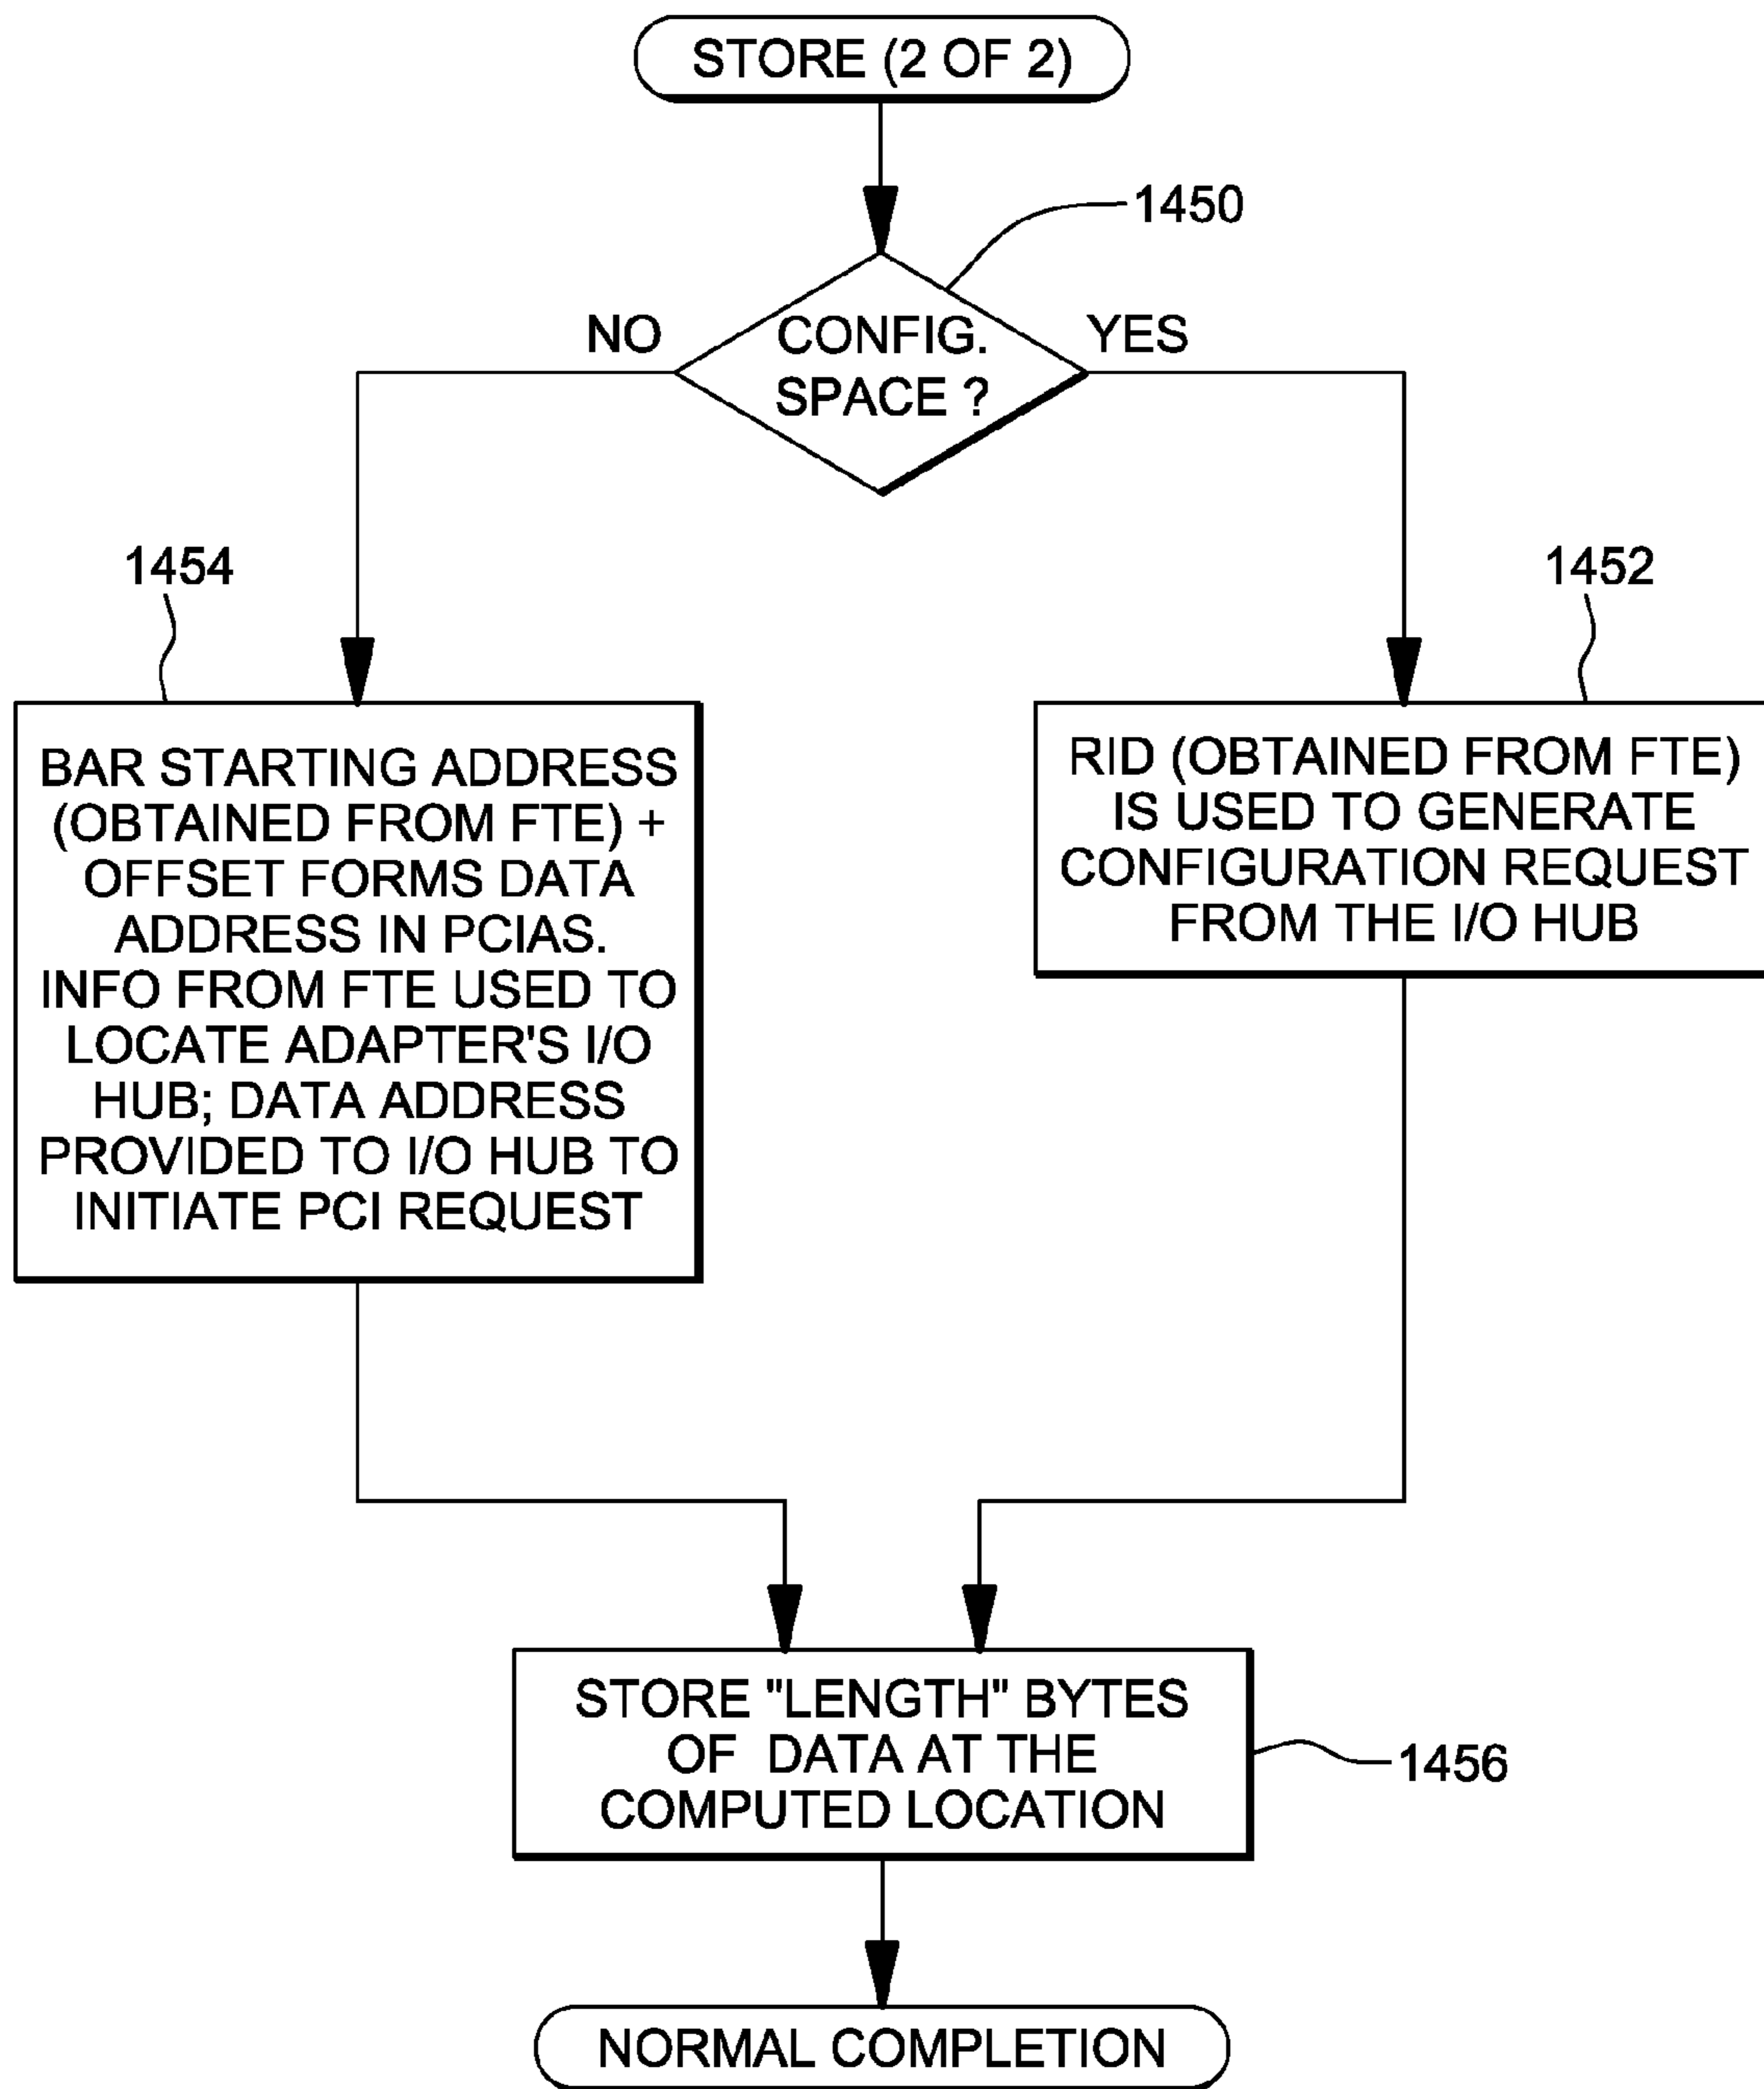 STORE (2 OF 2)
1450
NO
CONFIG.
SPACE ?
YES
1454
BAR STARTING ADDRESS
(OBTAINED FROM FTE) +
OFFSET FORMS DATA
ADDRESS IN PCIAS.
INFO FROM FTE USED TO
LOCATE ADAPTER'S I/O
HUB; DATA ADDRESS
PROVIDED TO I/O HUB TO
INITIATE PCI REQUEST
1452
RID (OBTAINED FROM FTE)
IS USED TO GENERATE
CONFIGURATION REQUEST
FROM THE I/O HUB
STORE "LENGTH" BYTES
OF DATA AT THE
COMPUTED LOCATION
1456
NORMAL COMPLETION